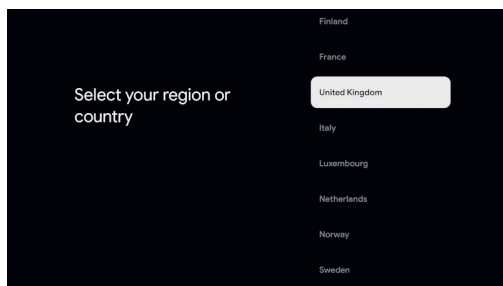 Finland
France
Select your region or
country
United Kingdom
Italy
Luxembourg
Netherlands
Norway
Sweden